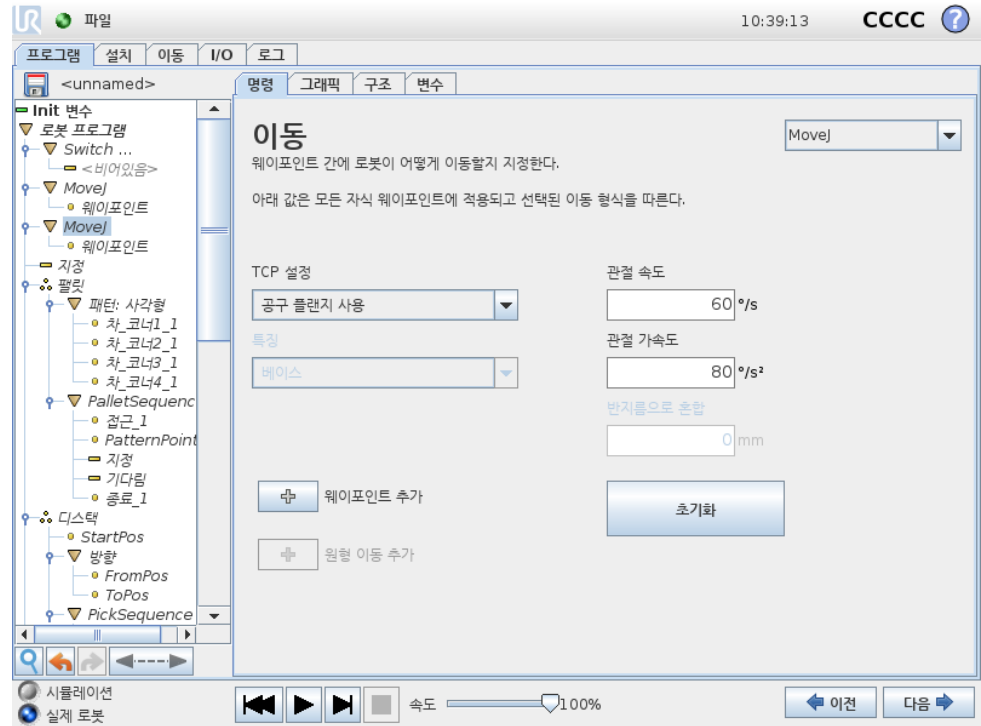 UR 파일 10:39:13 CCCC ?
프로그램 설치 이동 I/O 로그
<unnamed> 명령 그래픽 구조 변수
Init 변수
로봇 프로그램
Switch ...
<비어있음>
MoveJ
웨이포인트
MoveJ
웨이포인트
지정
팔릿
패턴: 사각형
차_코너1_1
차_코너2_1
차_코너3_1
차_코너4_1
PalletSequenc
접근_1
PatternPoint
지정
기다림
종료_1
디스택
StartPos
방향
FromPos
ToPos
PickSequence
이동 MoveJ
웨이포인트 간에 로봇이 어떻게 이동할지 지정한다.
아래 값은 모든 자식 웨이포인트에 적용되고 선택된 이동 형식을 따른다.
TCP 설정 관절 속도
공구 플랜지 사용 60 °/s
특징 관절 가속도
베이스 80 °/s²
반지름으로 혼합
0 mm
웨이포인트 추가 초기화
원형 이동 추가
시뮬레이션
실제 로봇
속도 100% 이전 다음